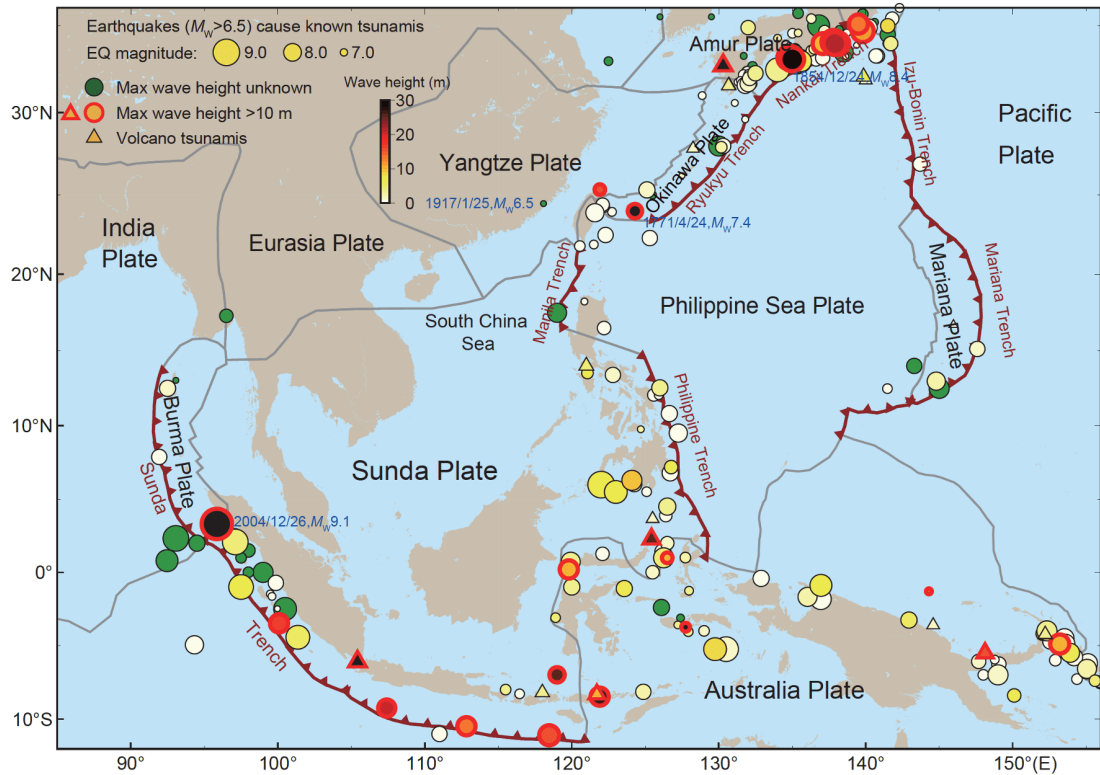 Earthquakes (Mw>6.5) cause known tsunamis
EQ magnitude: 9.0 8.0 7.0
Max wave height unknown
Max wave height >10 m
Volcano tsunamis
Wave height (m)
30
20
10
0
Amur Plate
1854/12/24,Mw8.4
Nankai Trench
Izu-Bonin Trench
Pacific
Plate
Yangtze Plate
Okinawa Plate
Ryukyu Trench
1917/1/25,Mw6.5
1771/4/24,Mw7.4
India
Plate
Eurasia Plate
Manila Trench
Philippine Sea Plate
Mariana Plate
Mariana Trench
South China
Sea
Philippine Trench
Burma Plate
Sunda
Trench
Sunda Plate
2004/12/26,Mw9.1
Australia Plate
30°N
20°N
10°N
0°
10°S
90°
100°
110°
120°
130°
140°
150°(E)